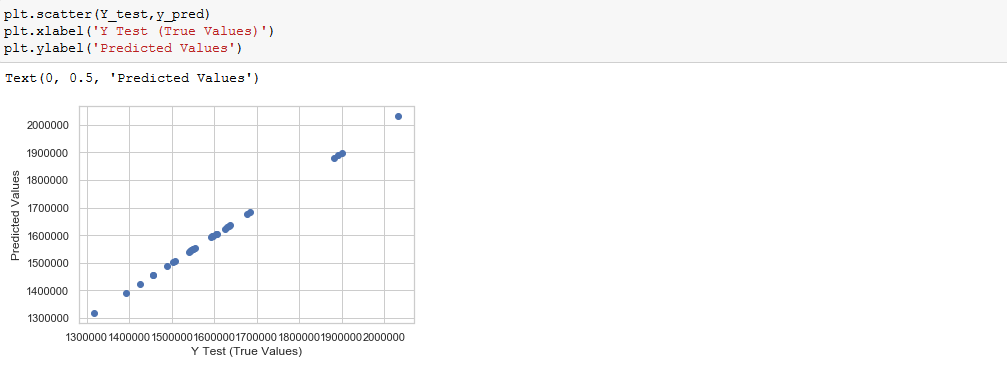 plt.scatter(Y_test,y_pred)
plt.xlabel('Y Test (True Values)')
plt.ylabel('Predicted Values')
Text(0, 0.5, 'Predicted Values')
2000000
1900000
1800000
1700000
1600000
1500000
1400000
1300000
Predicted Values
1300000 1400000 1500000 1600000 1700000 1800000 1900000 2000000
Y Test (True Values)